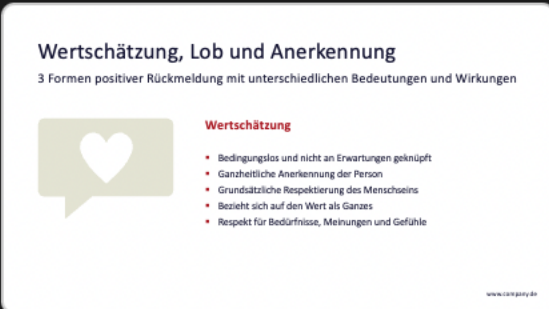 Wertschätzung, Lob und Anerkennung
3 Formen positiver Rückmeldung mit unterschiedlichen Bedeutungen und Wirkungen
Wertschätzung
▪ Bedingungslos und nicht an Erwartungen geknüpft
▪ Ganzheitliche Anerkennung der Person
▪ Grundsätzliche Respektierung des Menschseins
▪ Bezieht sich auf den Wert als Ganzes
▪ Respekt für Bedürfnisse, Meinungen und Gefühle
www.company.de